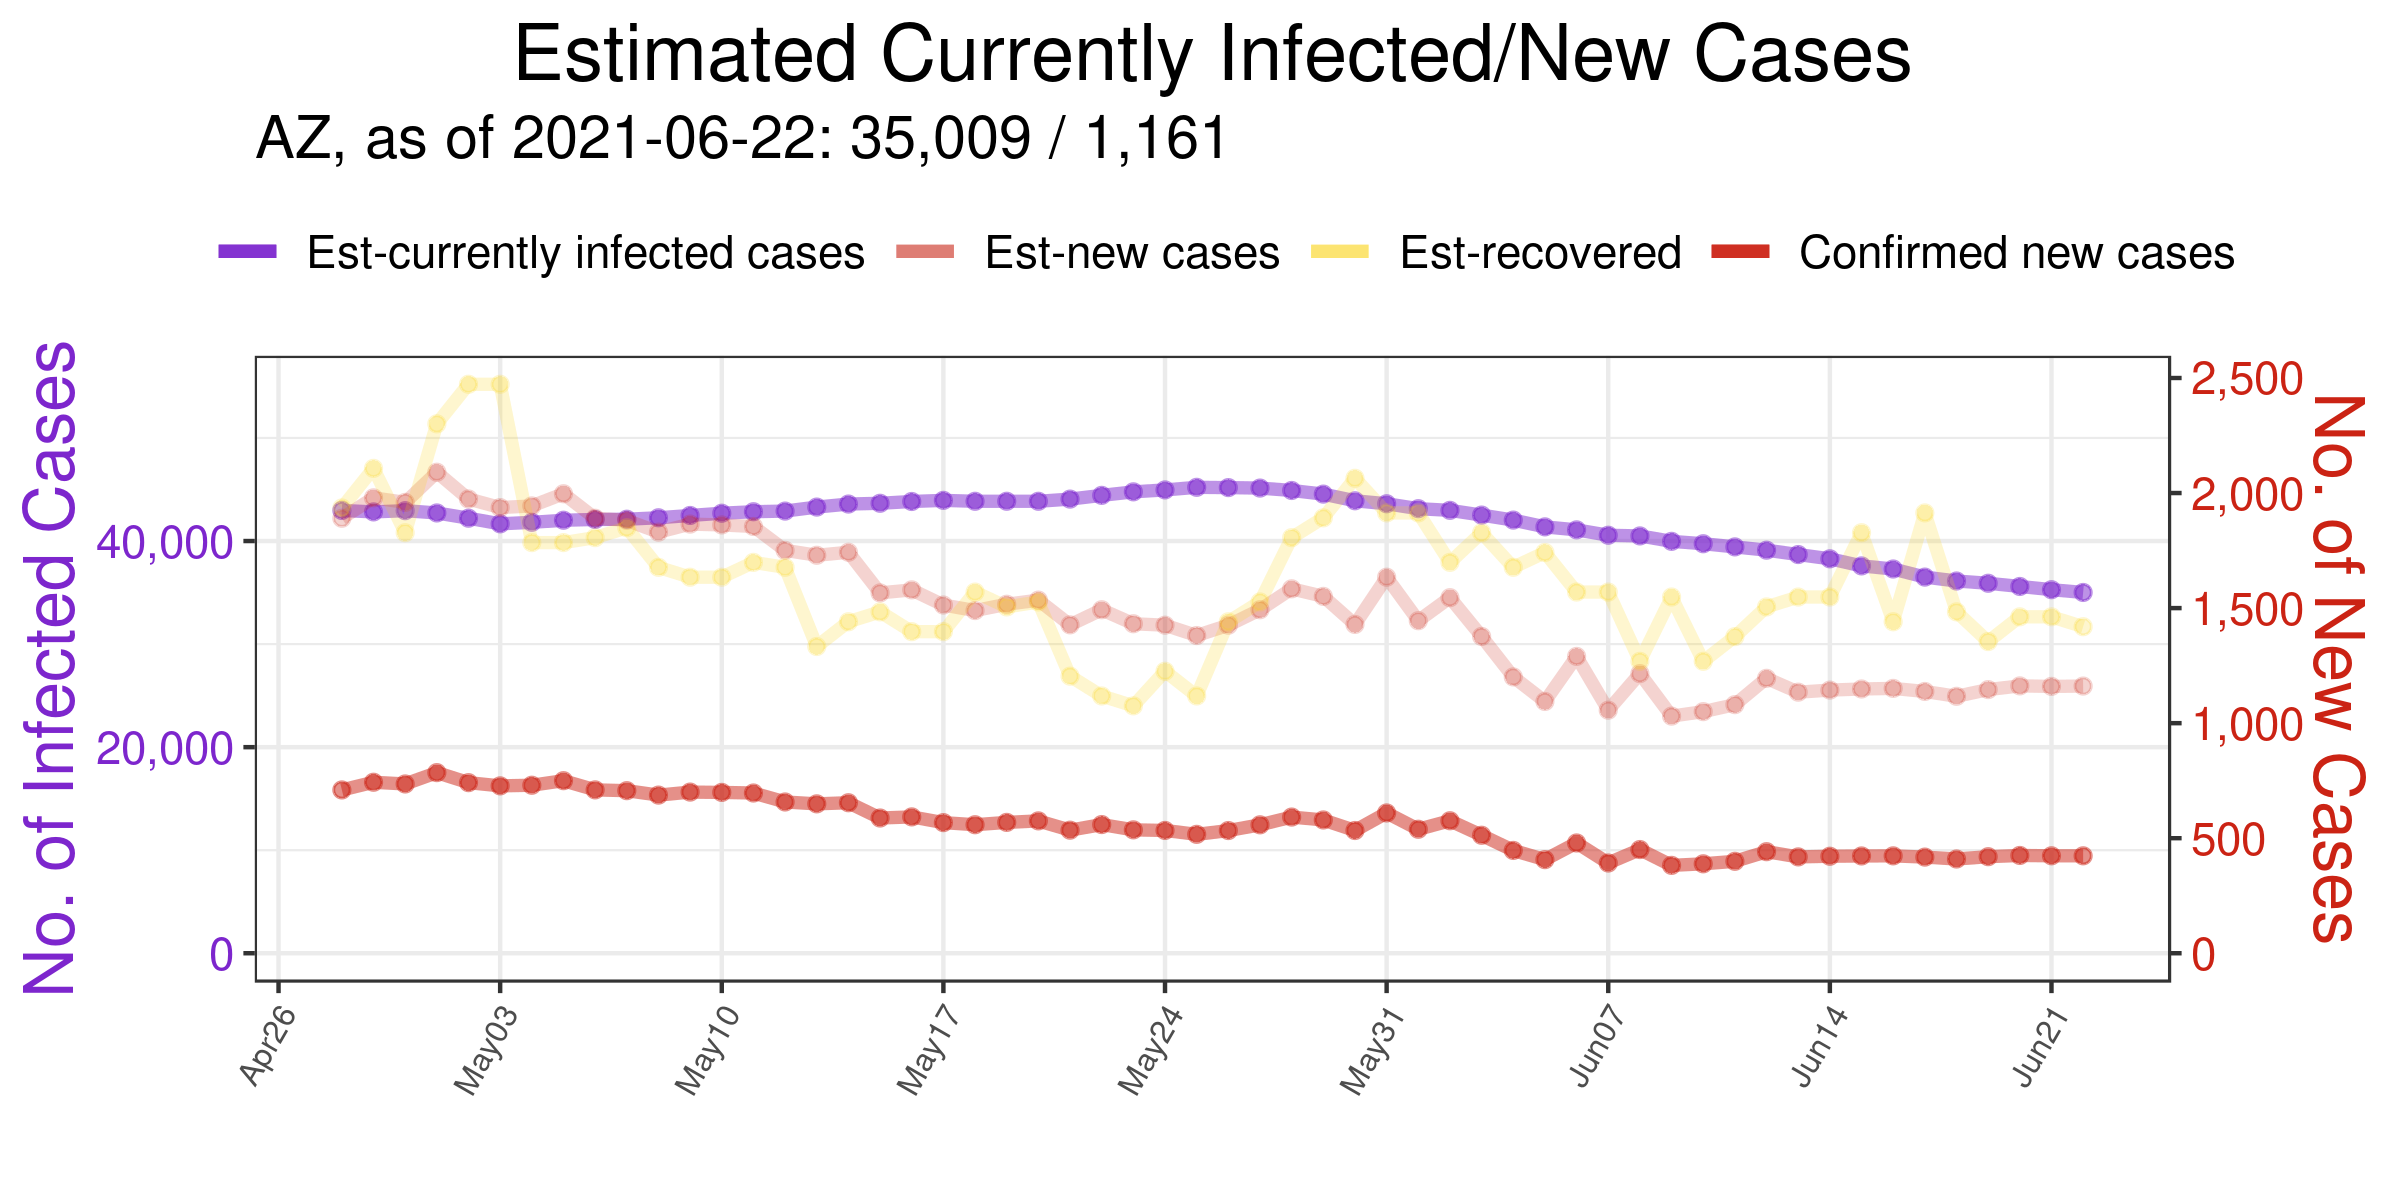 Estimated Currently Infected/New Cases
AZ, as of 2021-06-22: 35,009 / 1,161
Est-currently infected cases Est-new cases Est-recovered Confirmed new cases
No. of Infected Cases
40,000
20,000
0
2,500
2,000
1,500
1,000
500
0
No. of New Cases
Apr26 May03 May10 May17 May24 May31 Jun07 Jun14 Jun21